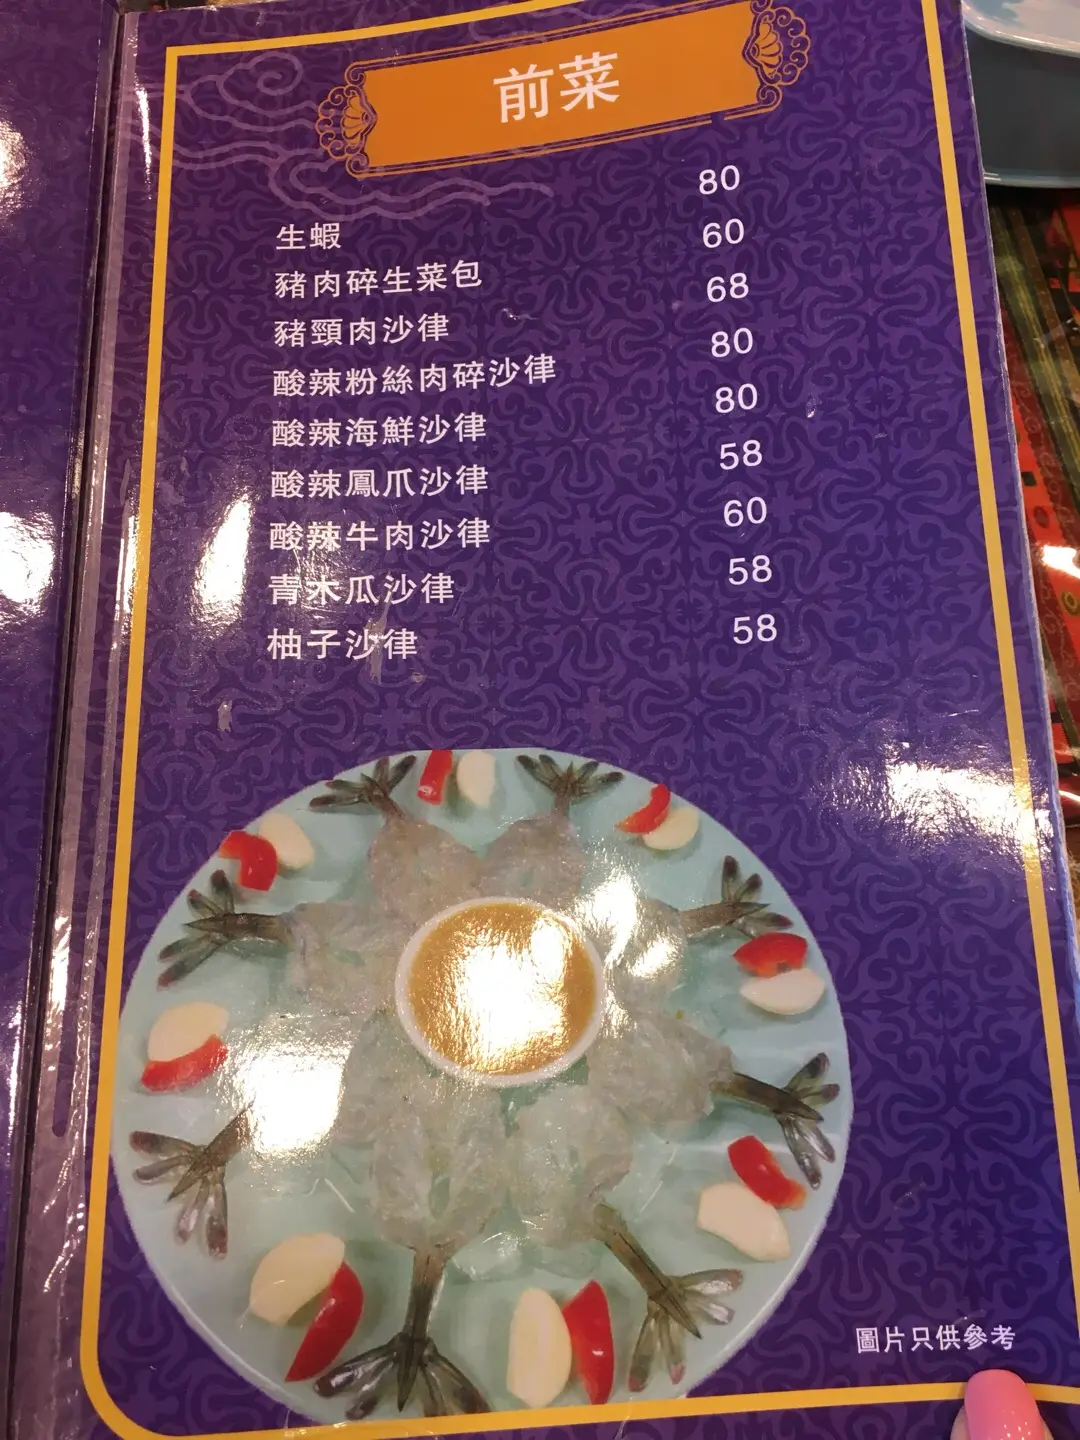 前菜
生蝦 80
豬肉碎生菜包 60
豬頸肉沙律 68
酸辣粉絲肉碎沙律 80
酸辣海鮮沙律 80
酸辣鳳爪沙律 58
酸辣牛肉沙律 60
青木瓜沙律 58
柚子沙律 58
圖片只供參考